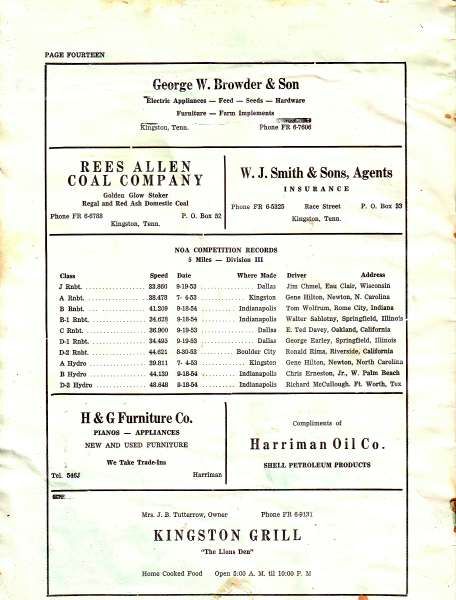 PAGE FOURTEEN
George W. Browder & Son
Electric Appliances — Feed — Seeds — Hardware
Furniture — Farm Implements
Kingston, Tenn. Phone FR 6-7606
REES ALLEN
COAL COMPANY
Golden Glow Stoker
Regal and Red Ash Domestic Coal
Phone FR 6-6788 P. O. Box 52
Kingston, Tenn.
W. J. Smith & Sons, Agents
INSURANCE
Phone FR 6-5325 Race Street P. O. Box 33
Kingston, Tenn.
NOA COMPETITION RECORDS
5 Miles — Division III
Class Speed Date Where Made Driver Address
J Rnbt. 33.860 9-19-53 Dallas Jim Chmel, Eau Clair, Wisconsin
A Rnbt. 38.478 7- 4-53 Kingston Gene Hilton, Newton, N. Carolina
B Rnbt. 41.209 9-18-54 Indianapolis Tom Wolfrum, Rome City, Indiana
B-1 Rnbt. 34.628 9-18-54 Indianapolis Walter Sablotny, Springfield, Illinois
C Rnbt. 36.900 9-19-53 Dallas E. Ted Davey, Oakland, California
D-1 Rnbt. 34.495 9-19-53 Dallas George Earley, Springfield, Illinois
D-2 Rnbt. 44.621 5-30-53 Boulder City Ronald Rima, Riverside, California
A Hydro 39.811 7- 4-53 Kingston Gene Hilton, Newton, North Carolina
B Hydro 44.139 9-18-54 Indianapolis Chris Erneston, Jr., W. Palm Beach
D-2 Hydro 48.648 9-18-54 Indianapolis Richard McCullough, Ft. Worth, Tex
H & G Furniture Co.
PIANOS — APPLIANCES
NEW AND USED FURNITURE
We Take Trade-Ins
Tel. 546J Harriman
Compliments of
Harriman Oil Co.
SHELL PETROLEUM PRODUCTS
Mrs. J. B. Tutterrow, Owner Phone FR 6-9131
KINGSTON GRILL
"The Lions Den"
Home Cooked Food Open 5:00 A. M. til 10:00 P. M